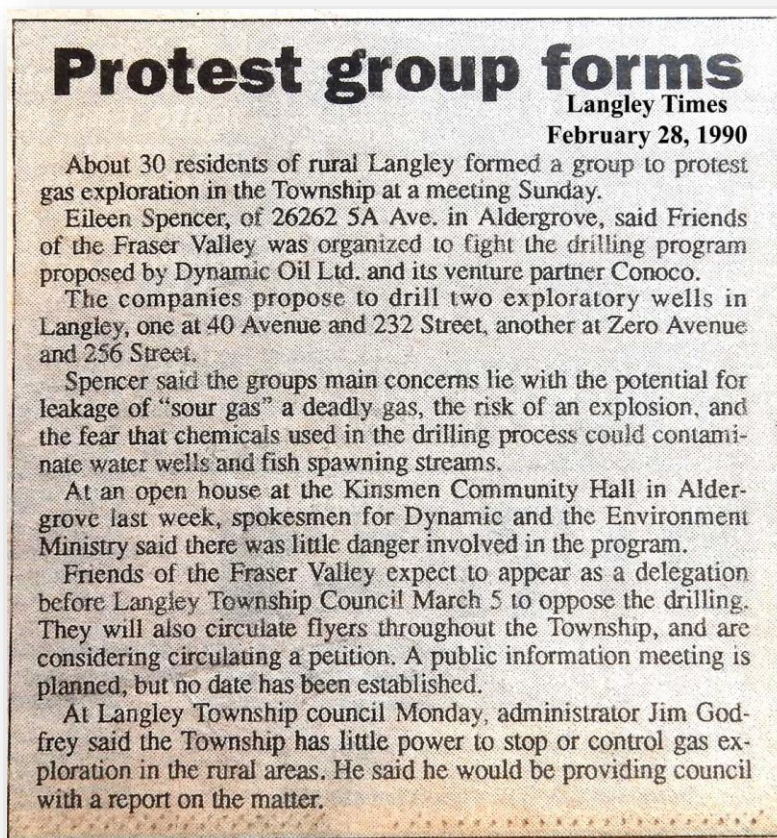 Protest group forms
Langley Times
February 28, 1990
About 30 residents of rural Langley formed a group to protest
gas exploration in the Township at a meeting Sunday.
Eileen Spencer, of 26262 5A Ave. in Aldergrove, said Friends
of the Fraser Valley was organized to fight the drilling program
proposed by Dynamic Oil Ltd. and its venture partner Conoco.
The companies propose to drill two exploratory wells in
Langley, one at 40 Avenue and 232 Street, another at Zero Avenue
and 256 Street.
Spencer said the groups main concerns lie with the potential for
leakage of "sour gas" a deadly gas, the risk of an explosion, and
the fear that chemicals used in the drilling process could contami-
nate water wells and fish spawning streams.
At an open house at the Kinsmen Community Hall in Alder-
grove last week, spokesmen for Dynamic and the Environment
Ministry said there was little danger involved in the program.
Friends of the Fraser Valley expect to appear as a delegation
before Langley Township Council March 5 to oppose the drilling.
They will also circulate flyers throughout the Township, and are
considering circulating a petition. A public information meeting is
planned, but no date has been established.
At Langley Township council Monday, administrator Jim God-
frey said the Township has little power to stop or control gas ex-
ploration in the rural areas. He said he would be providing council
with a report on the matter.